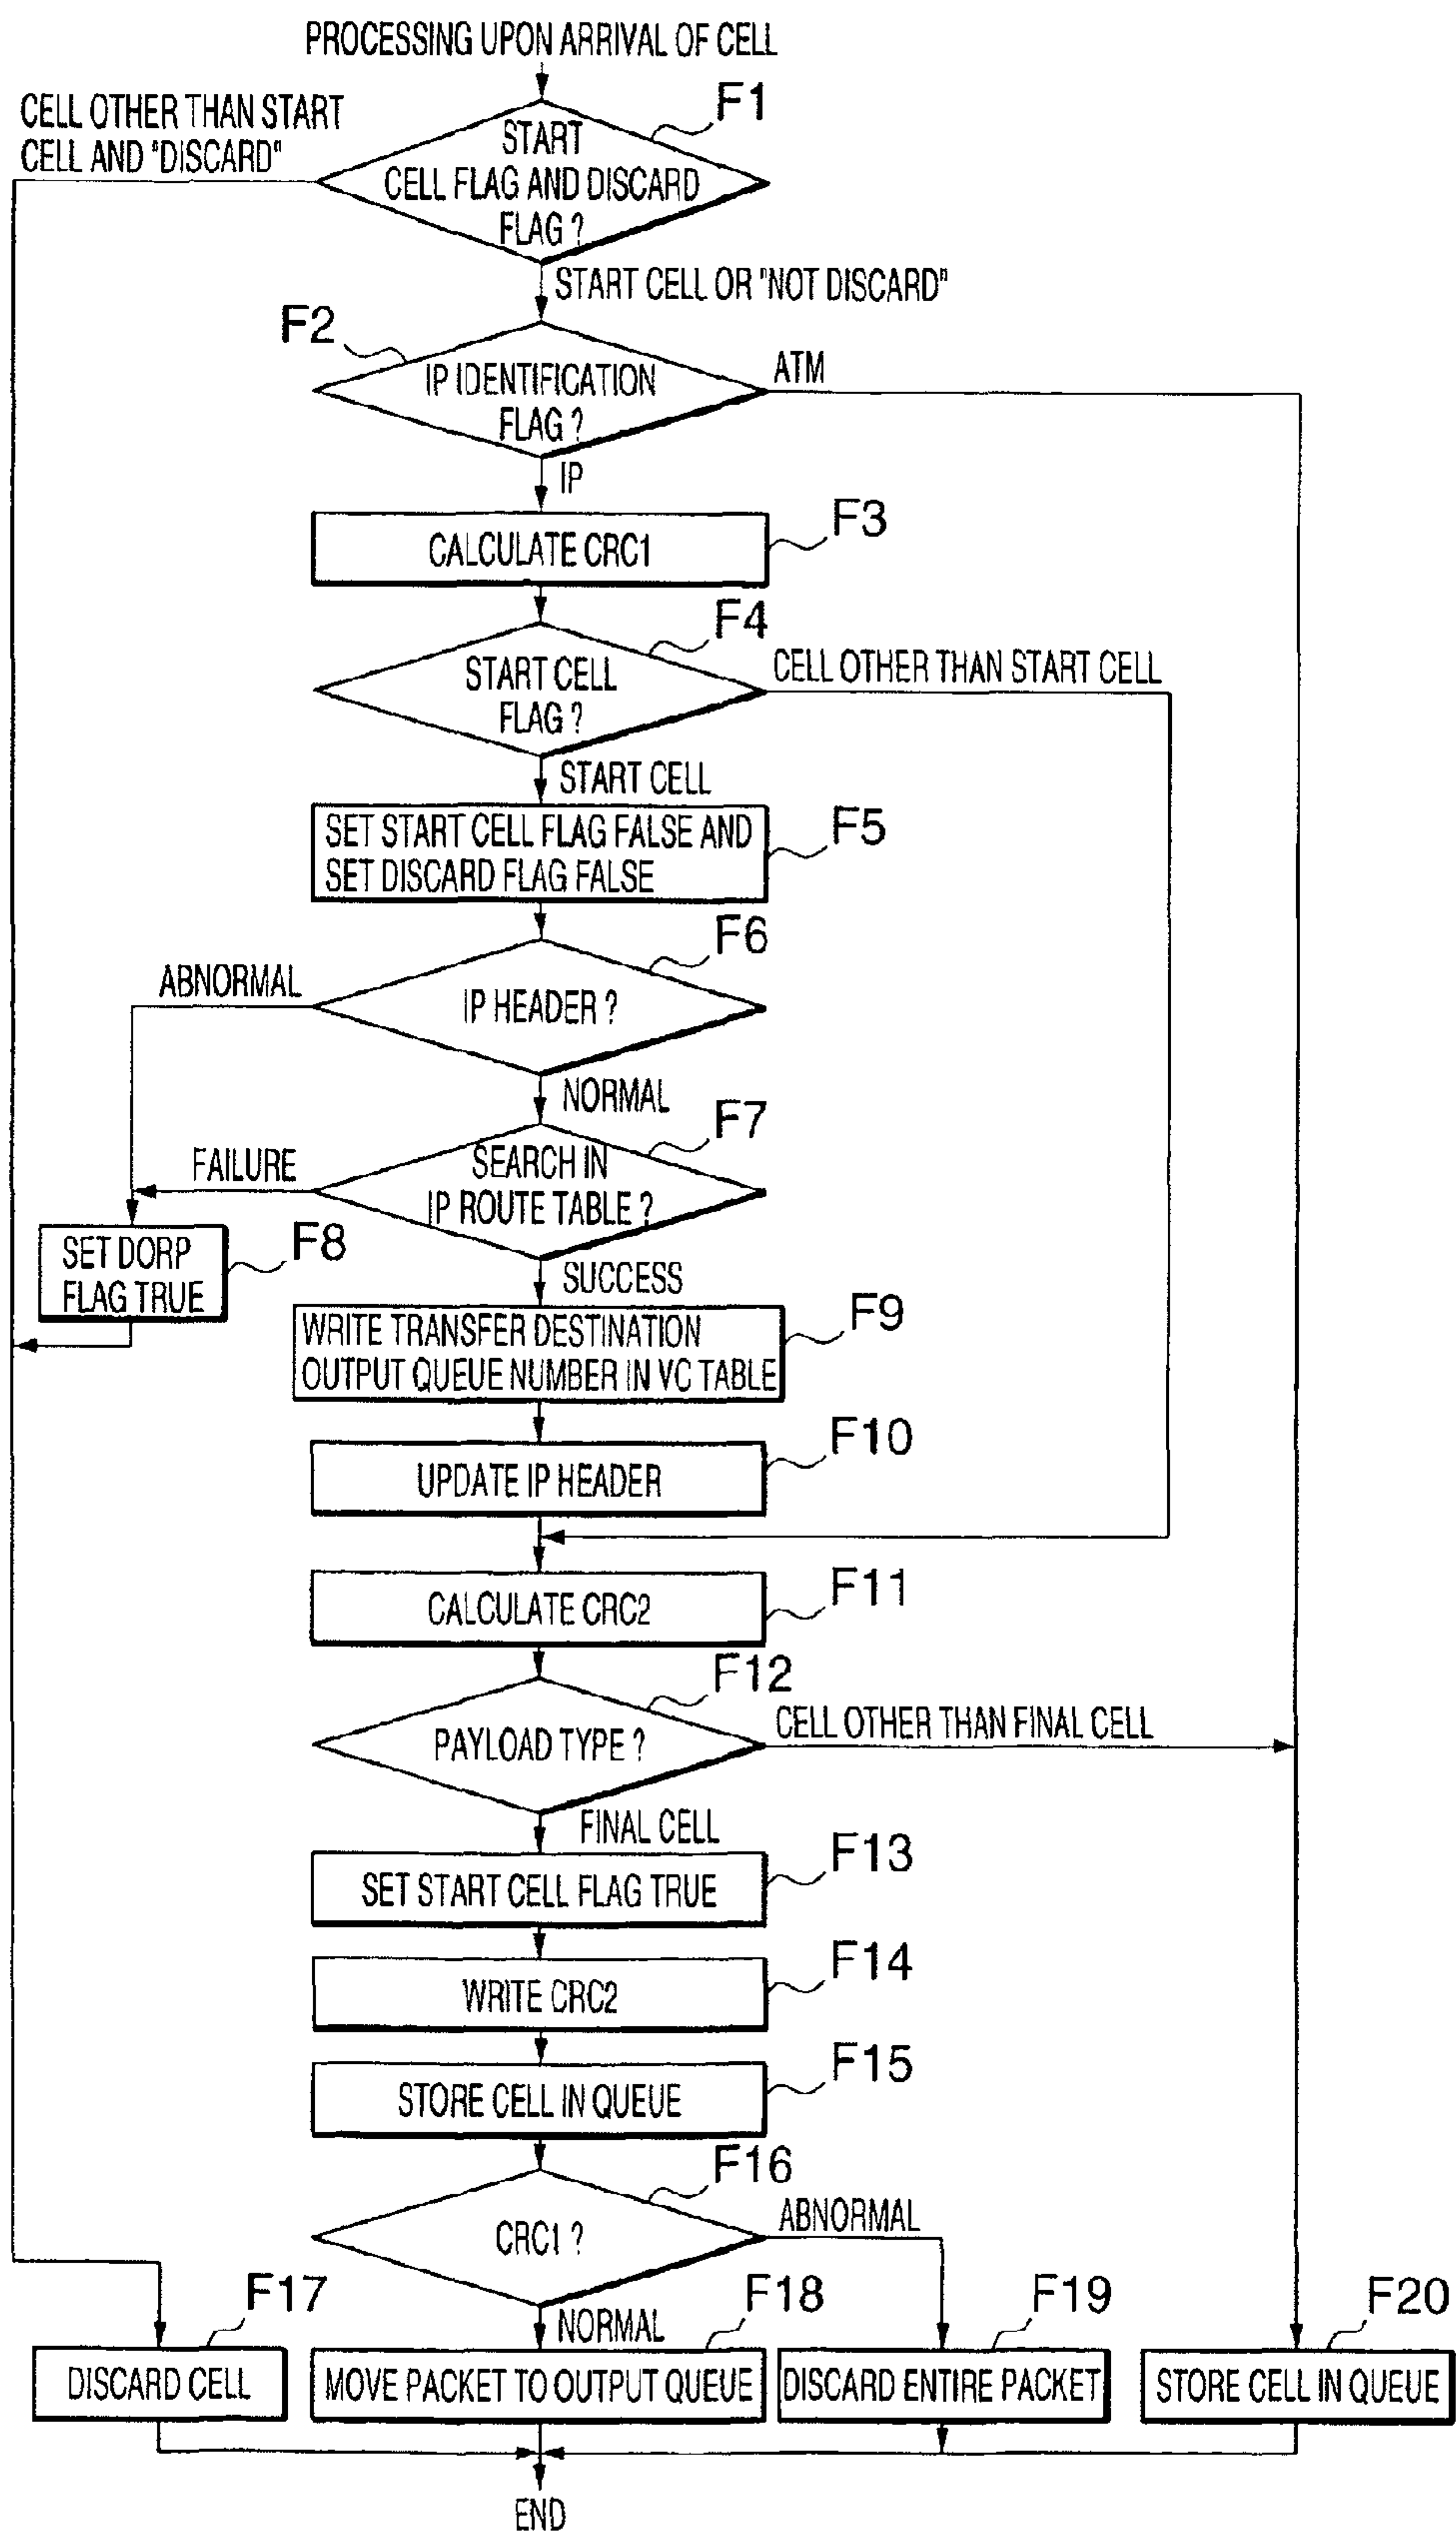 PROCESSING UPON ARRIVAL OF CELL
CELL OTHER THAN START
CELL AND "DISCARD"
F1
START
CELL FLAG AND DISCARD
FLAG ?
START CELL OR "NOT DISCARD"
F2
IP IDENTIFICATION
FLAG ?
ATM
IP
F3
CALCULATE CRC1
F4
START CELL
FLAG ?
CELL OTHER THAN START CELL
START CELL
F5
SET START CELL FLAG FALSE AND
SET DISCARD FLAG FALSE
F6
ABNORMAL
IP HEADER ?
NORMAL
F7
FAILURE
SEARCH IN
IP ROUTE TABLE ?
F8
SET DORP
FLAG TRUE
SUCCESS
F9
WRITE TRANSFER DESTINATION
OUTPUT QUEUE NUMBER IN VC TABLE
F10
UPDATE IP HEADER
F11
CALCULATE CRC2
F12
PAYLOAD TYPE ?
CELL OTHER THAN FINAL CELL
FINAL CELL
F13
SET START CELL FLAG TRUE
F14
WRITE CRC2
F15
STORE CELL IN QUEUE
F16
CRC1 ?
ABNORMAL
NORMAL
F17
DISCARD CELL
F18
MOVE PACKET TO OUTPUT QUEUE
F19
DISCARD ENTIRE PACKET
F20
STORE CELL IN QUEUE
END